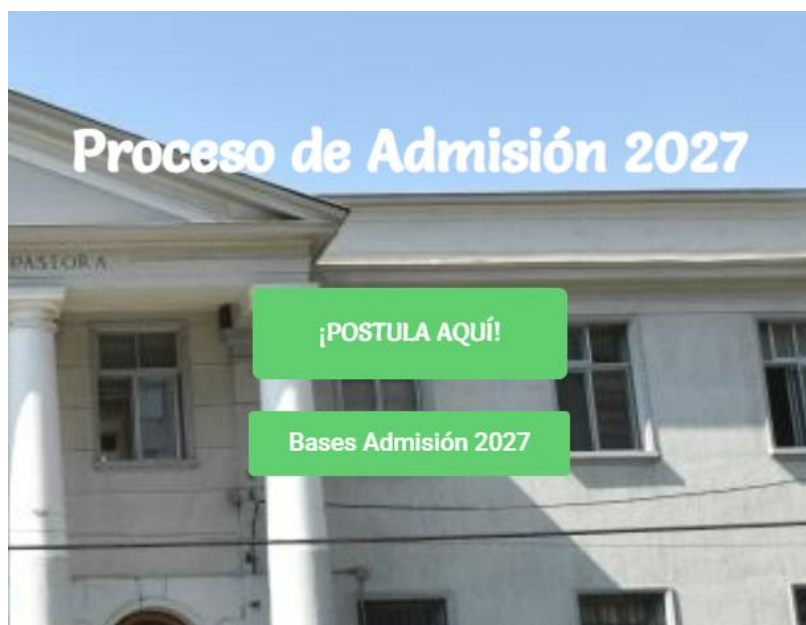 Proceso de Admisión 2027
PASTORA
¡POSTULA AQUÍ!
Bases Admisión 2027